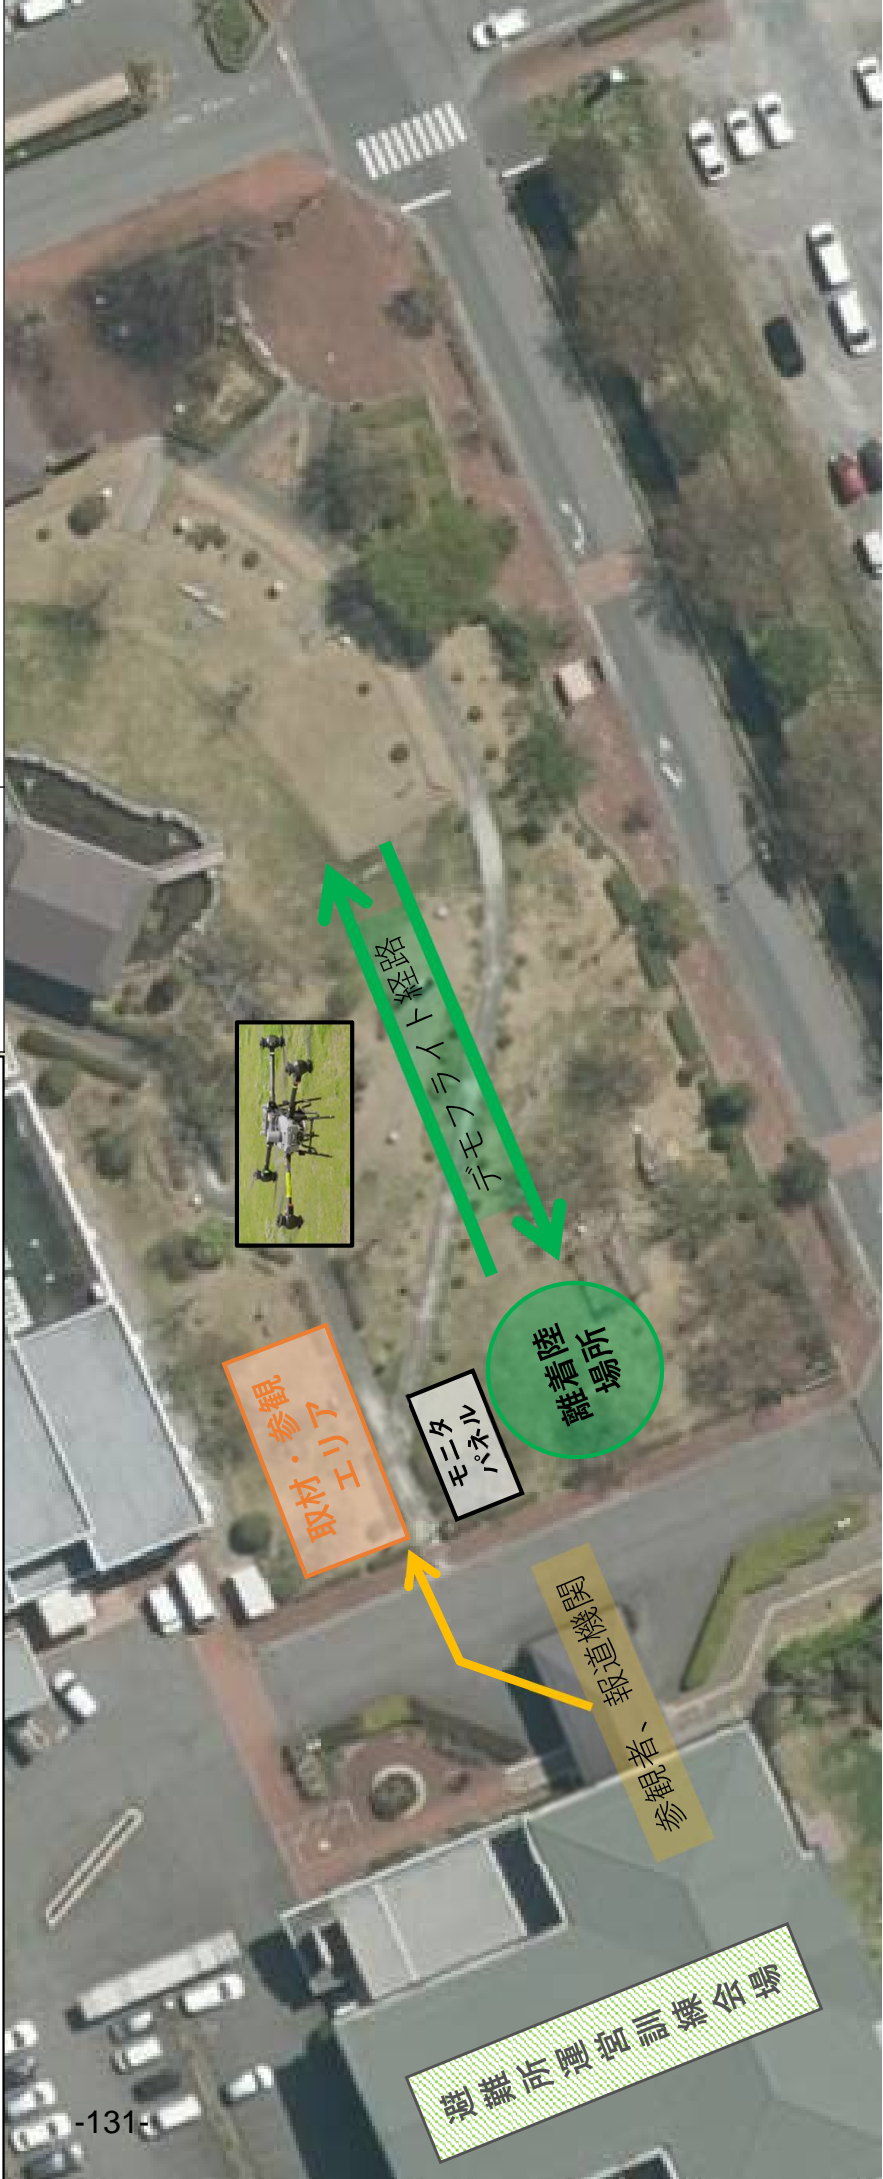 デモフライト経路
離着陸
場所
取材・参観
エリア
モニタ
パネル
参観者、報道機関
避難所運営訓練会場
-131-